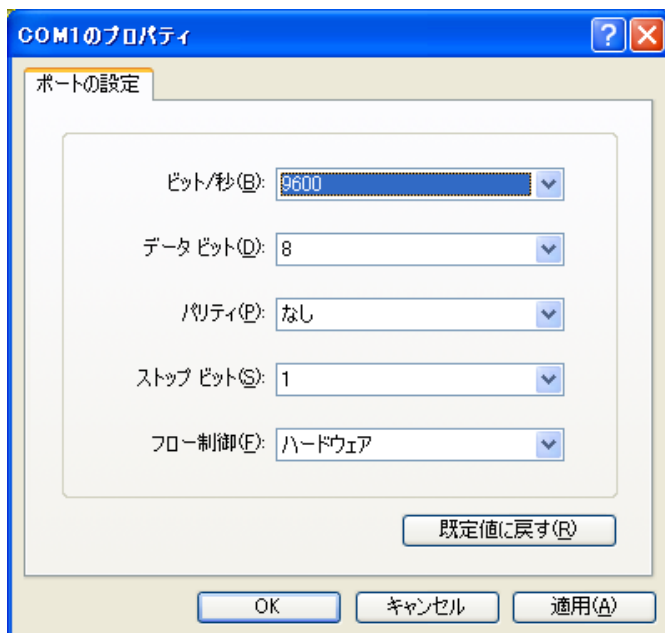 COM1のプロパティ
ポートの設定
ビット/秒(B): 9600
データ ビット(D): 8
パリティ(P): なし
ストップ ビット(S): 1
フロー制御(F): ハードウェア
既定値に戻す(R)
OK キャンセル 適用(A)